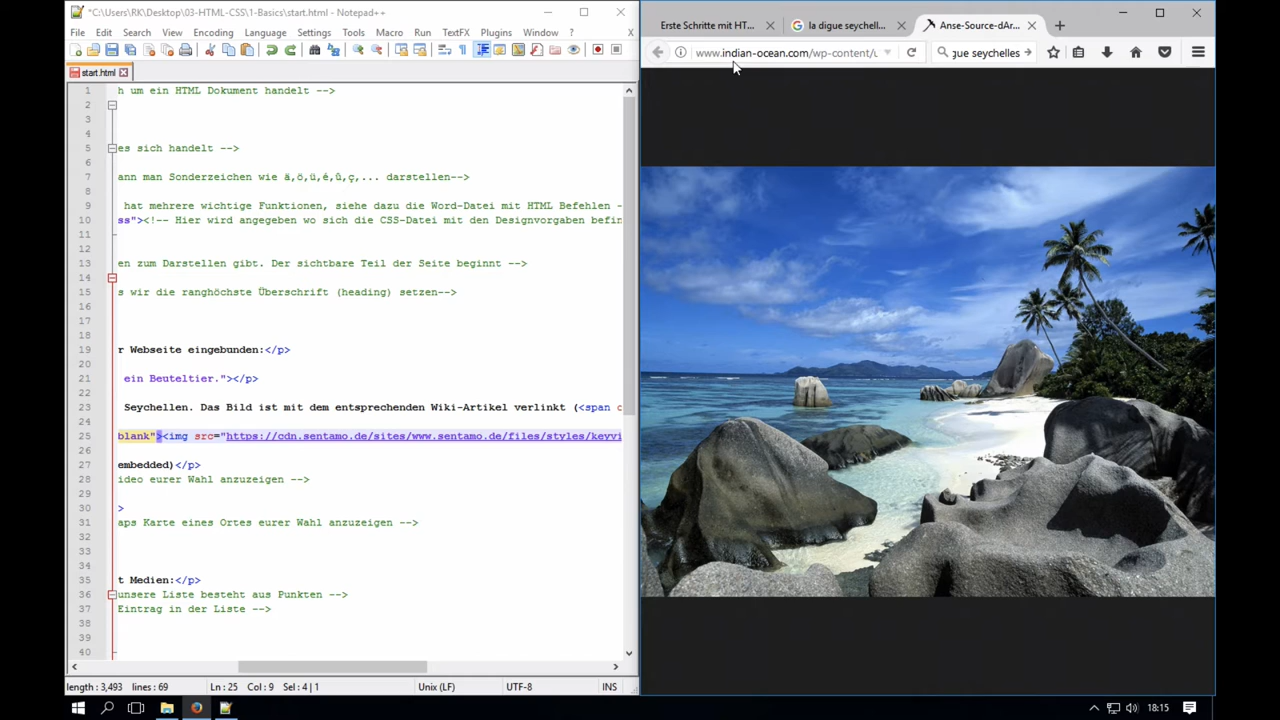 *C:\Users\RK\Desktop\03-HTML-CSS\1-Basics\start.html - Notepad++
File Edit Search View Encoding Language Settings Tools Macro Run TextFX Plugins Window ?
X
start.html
1 h um ein HTML Dokument handelt -->
2
3
4
5 es sich handelt -->
6
7 ann man Sonderzeichen wie ä,ö,ü,é,û,ç,... darstellen-->
8
9 hat mehrere wichtige Funktionen, siehe dazu die Word-Datei mit HTML Befehlen -
10 ss"><!-- Hier wird angegeben wo sich die CSS-Datei mit den Designvorgaben befin
11
12
13 en zum Darstellen gibt. Der sichtbare Teil der Seite beginnt -->
14
15 s wir die ranghöchste Überschrift (heading) setzen-->
16
17
18
19 r Webseite eingebunden:</p>
20
21 ein Beuteltier."></p>
22
23 Seychellen. Das Bild ist mit dem entsprechenden Wiki-Artikel verlinkt (<span c
24
25 blank"><img src="https://cdn.sentamo.de/sites/www.sentamo.de/files/styles/keyvi
26
27 embedded)</p>
28 ideo eurer Wahl anzuzeigen -->
29
30 >
31 aps Karte eines Ortes eurer Wahl anzuzeigen -->
32
33
34
35 t Medien:</p>
36 unsere Liste besteht aus Punkten -->
37 Eintrag in der Liste -->
38
39
40
length : 3,493 lines : 69 Ln : 25 Col : 9 Sel : 4 | 1 Unix (LF) UTF-8 INS
Erste Schritte mit HT...
la digue seychell...
Anse-Source-dAr...
www.indian-ocean.com/wp-content/u
gue seychelles
18:15